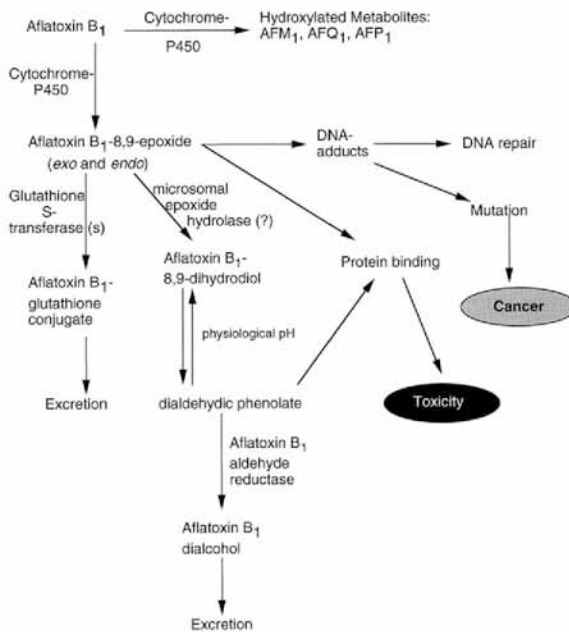 Aflatoxin B1
Cytochrome-
P450
Hydroxylated Metabolites:
AFM1, AFQ1, AFP1
Cytochrome-
P450
Aflatoxin B1-8,9-epoxide
(exo and endo)
DNA-
adducts
DNA repair
Glutathione
S-
transferase (s)
microsomal
epoxide
hydrolase (?)
Mutation
Aflatoxin B1-
8,9-dihydrodiol
Protein binding
Aflatoxin B1-
glutathione
conjugate
Cancer
physiological pH
Excretion
dialdehydic phenolate
Toxicity
Aflatoxin B1
aldehyde
reductase
Aflatoxin B1
dialcohol
Excretion